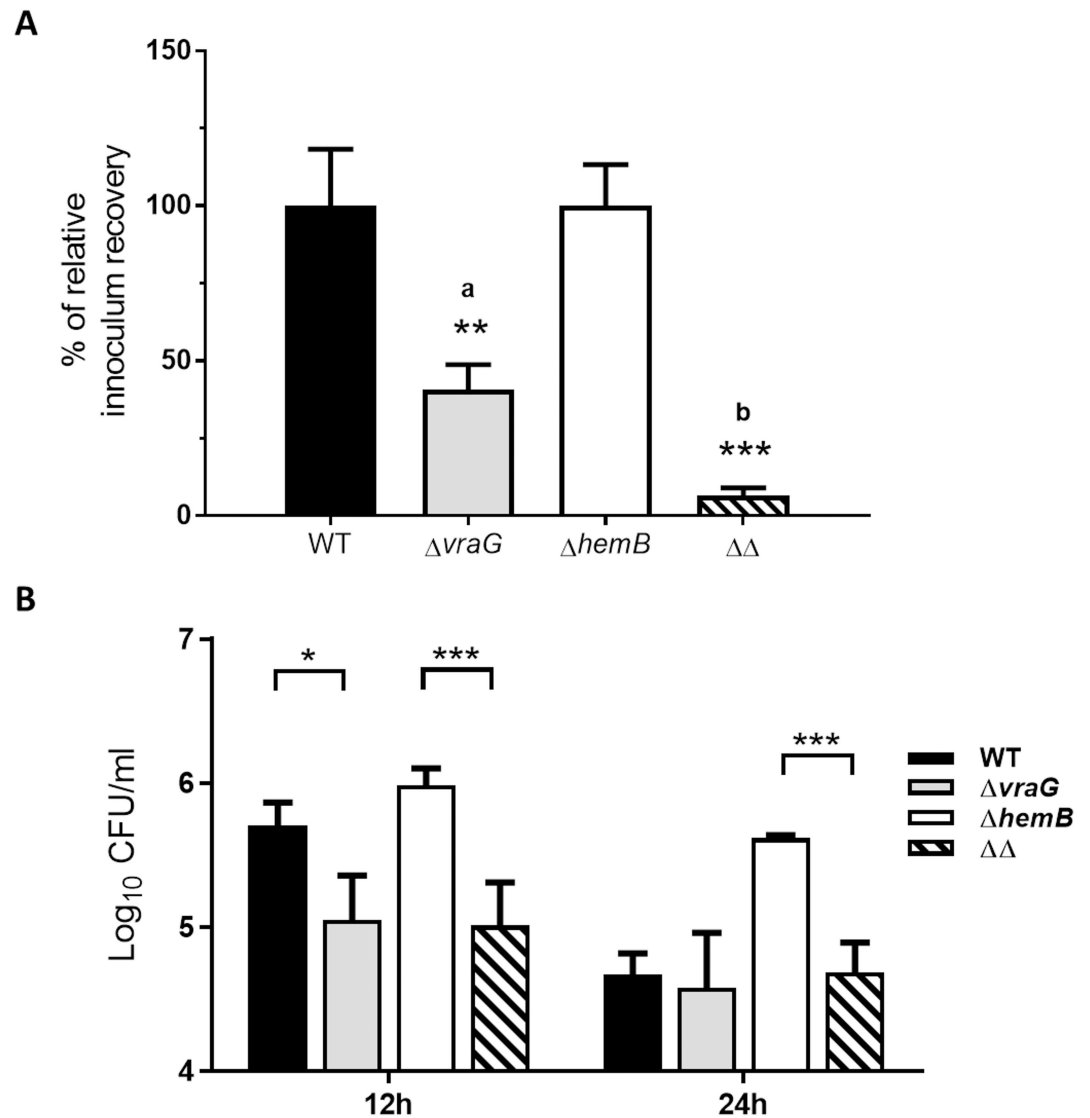 A
150
100
50
0
% of relative
innoculum recovery
a
**
b
***
WT
ΔvraG
ΔhemB
ΔΔ
B
7
6
5
4
Log10 CFU/ml
*
***
***
12h
24h
WT
ΔvraG
ΔhemB
ΔΔ